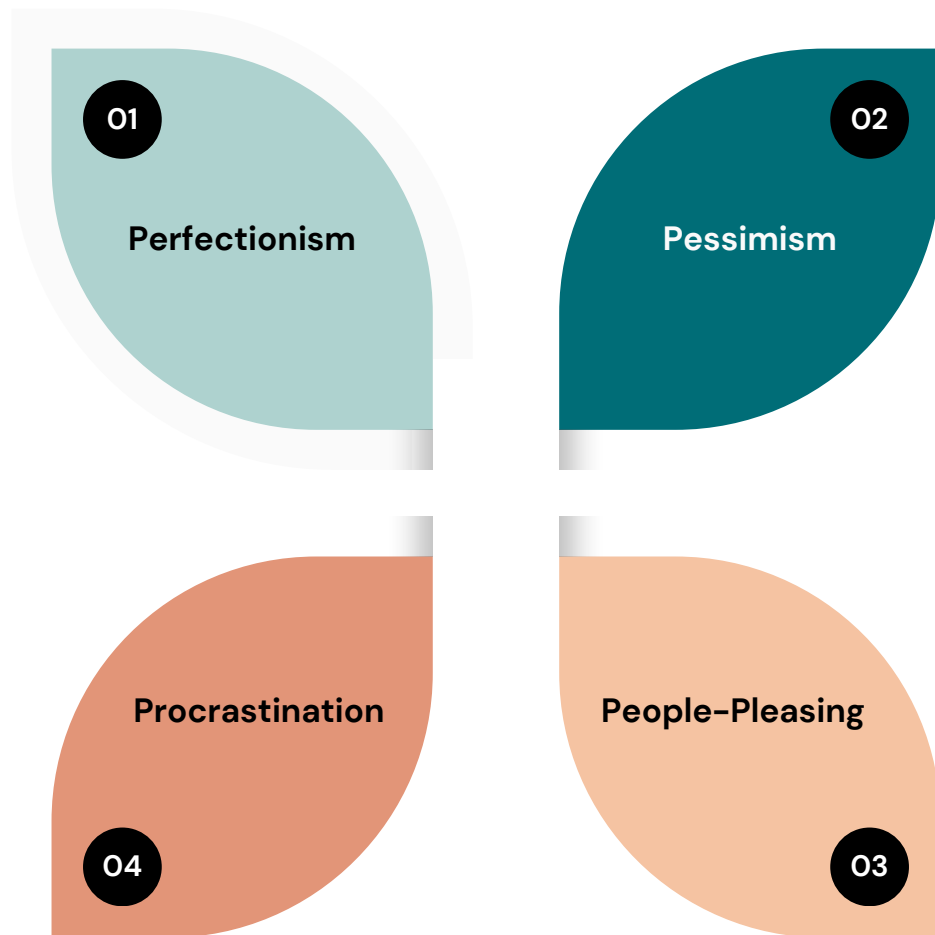 01
Perfectionism
02
Pessimism
People-Pleasing
03
Procrastination
04